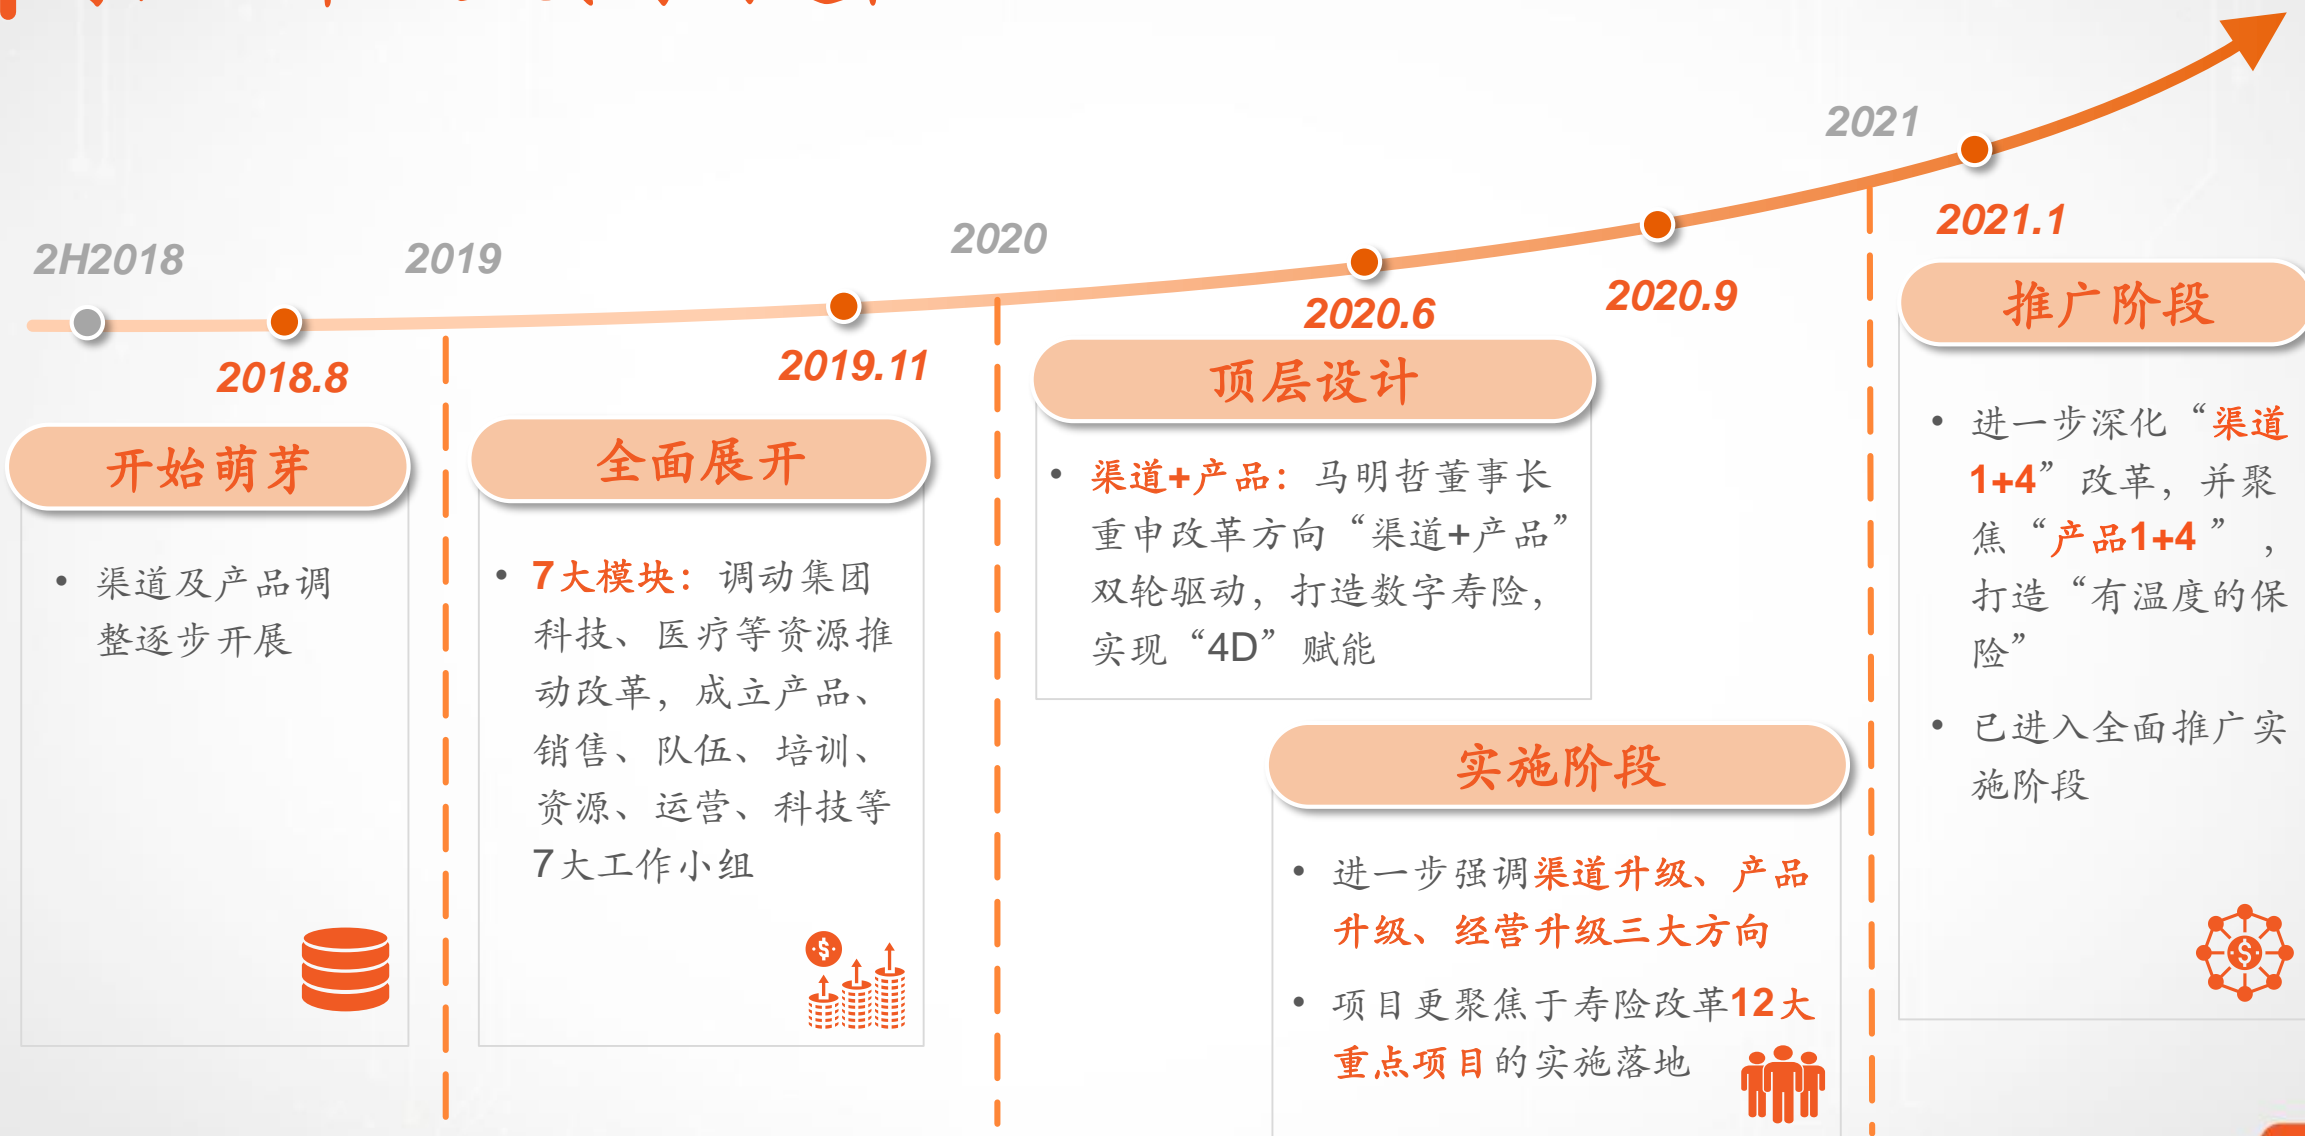 2H2018
2019
2020
2021
2018.8
开始萌芽
• 渠道及产品调
整逐步开展
2019.11
全面展开
• 7大模块：调动集团
科技、医疗等资源推
动改革，成立产品、
销售、队伍、培训、
资源、运营、科技等
7大工作小组
2020.6
顶层设计
• 渠道+产品：马明哲董事长
重申改革方向“渠道+产品”
双轮驱动，打造数字寿险，
实现“4D”赋能
2020.9
实施阶段
• 进一步强调渠道升级、产品
升级、经营升级三大方向
• 项目更聚焦于寿险改革12大
重点项目的实施落地
2021.1
推广阶段
• 进一步深化“渠道
1+4”改革，并聚
焦“产品1+4 ”，
打造“有温度的保
险”
• 已进入全面推广实
施阶段